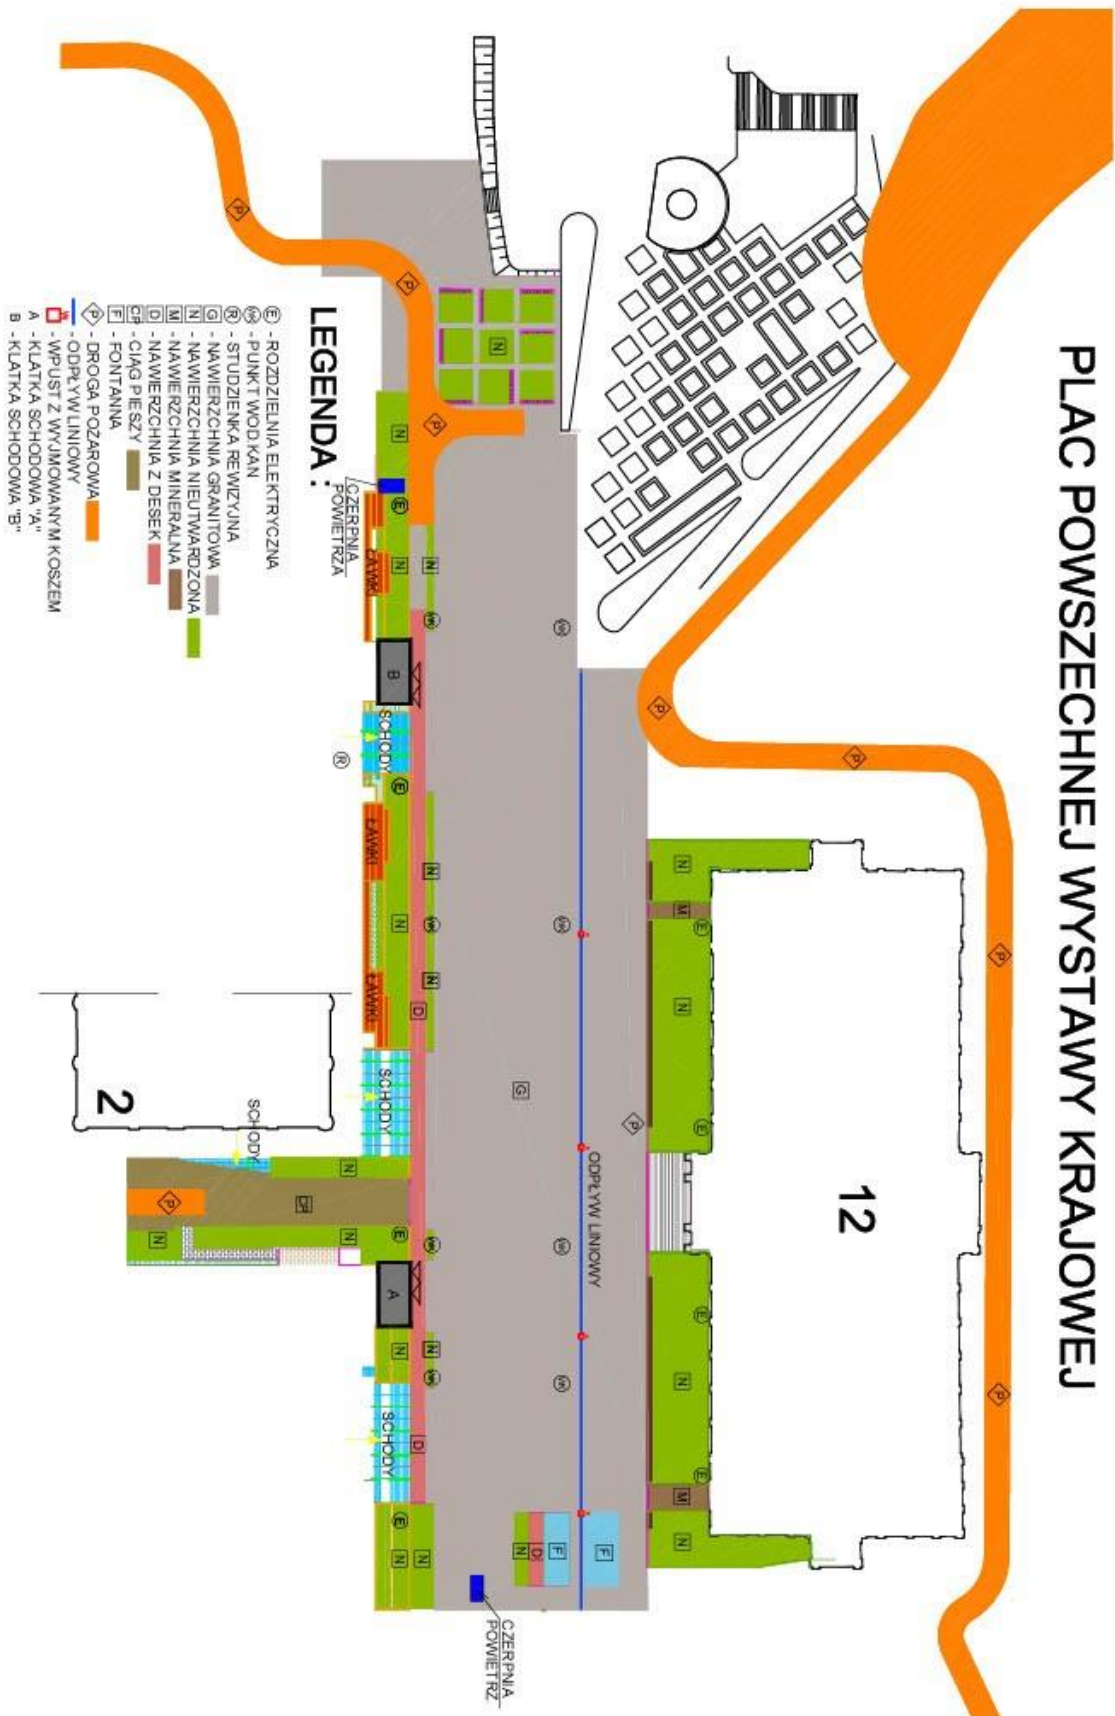 PLAC POWSZECHNEJ WYSTAWY KRAJOWEJ
12
2
ODPŁYW LINIOWY
CZERPNIA
POWIETRZ
CZERPNIA
POWIETRZA
ŁAWKI
SCHODY
ŁAWKI
ŁAWKI
SCHODY
SCHODY
SCHODY
B
A
LEGENDA :
E - ROZDZIELNIA ELEKTRYCZNA
WK - PUNKT WOD.KAN
R - STUDZIENKA REWIZYJNA
G - NAWIERZCHNIA GRANITOWA
N - NAWIERZCHNIA NIEUTWARDZONA
M - NAWIERZCHNIA MINERALNA
D - NAWIERZCHNIA Z DESEK
CP - CIĄG PIESZY
F - FONTANNA
P - DROGA POŻAROWA
- ODPŁYW LINIOWY
- WPUST Z WYJMOWANYM KOSZEM
A - KLATKA SCHODOWA "A"
B - KLATKA SCHODOWA "B"